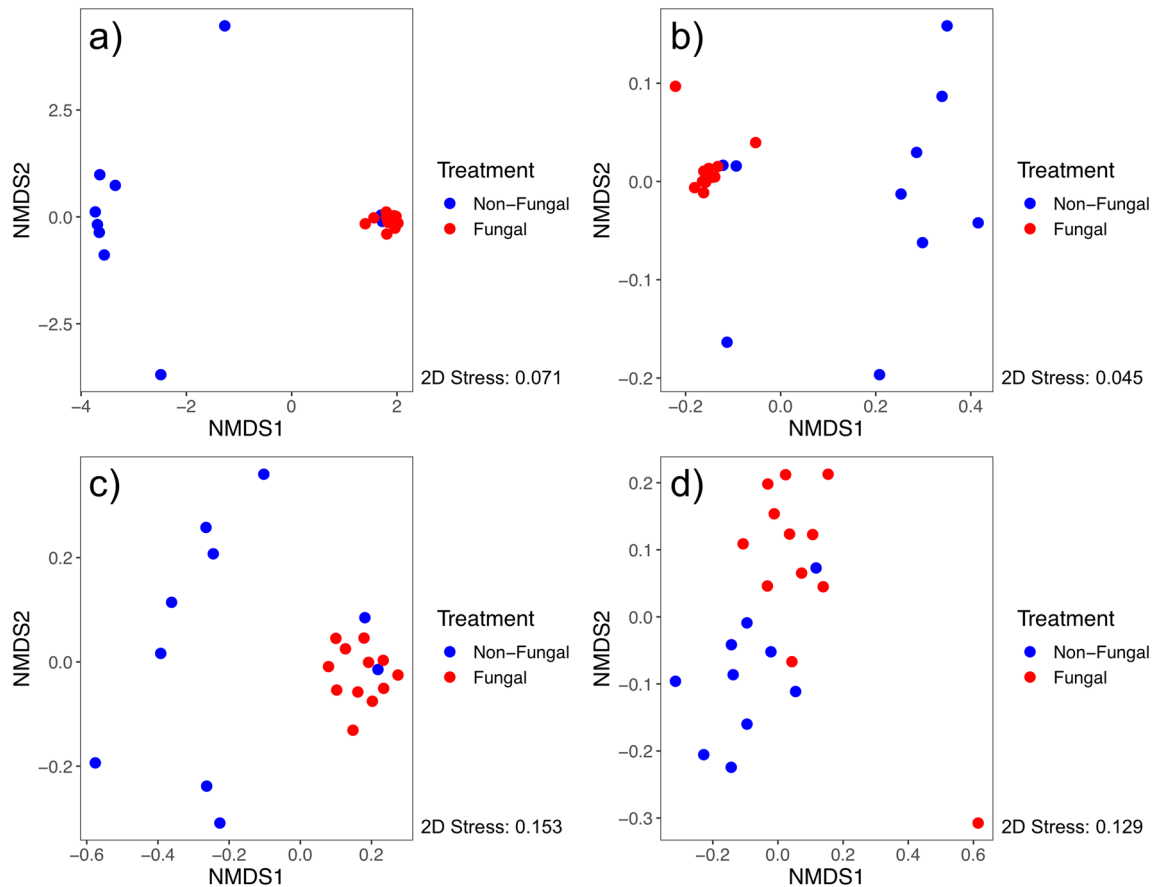 a)
2.5
0.0
−2.5
NMDS2
−4
−2
0
2
NMDS1
Treatment
Non−Fungal
Fungal
2D Stress: 0.071
b)
0.1
0.0
−0.1
−0.2
NMDS2
−0.2
0.0
0.2
0.4
NMDS1
Treatment
Non−Fungal
Fungal
2D Stress: 0.045
c)
0.2
0.0
−0.2
NMDS2
−0.6
−0.4
−0.2
0.0
0.2
NMDS1
Treatment
Non−Fungal
Fungal
2D Stress: 0.153
d)
0.2
0.1
0.0
−0.1
−0.2
−0.3
NMDS2
−0.2
0.0
0.2
0.4
0.6
NMDS1
Treatment
Non−Fungal
Fungal
2D Stress: 0.129